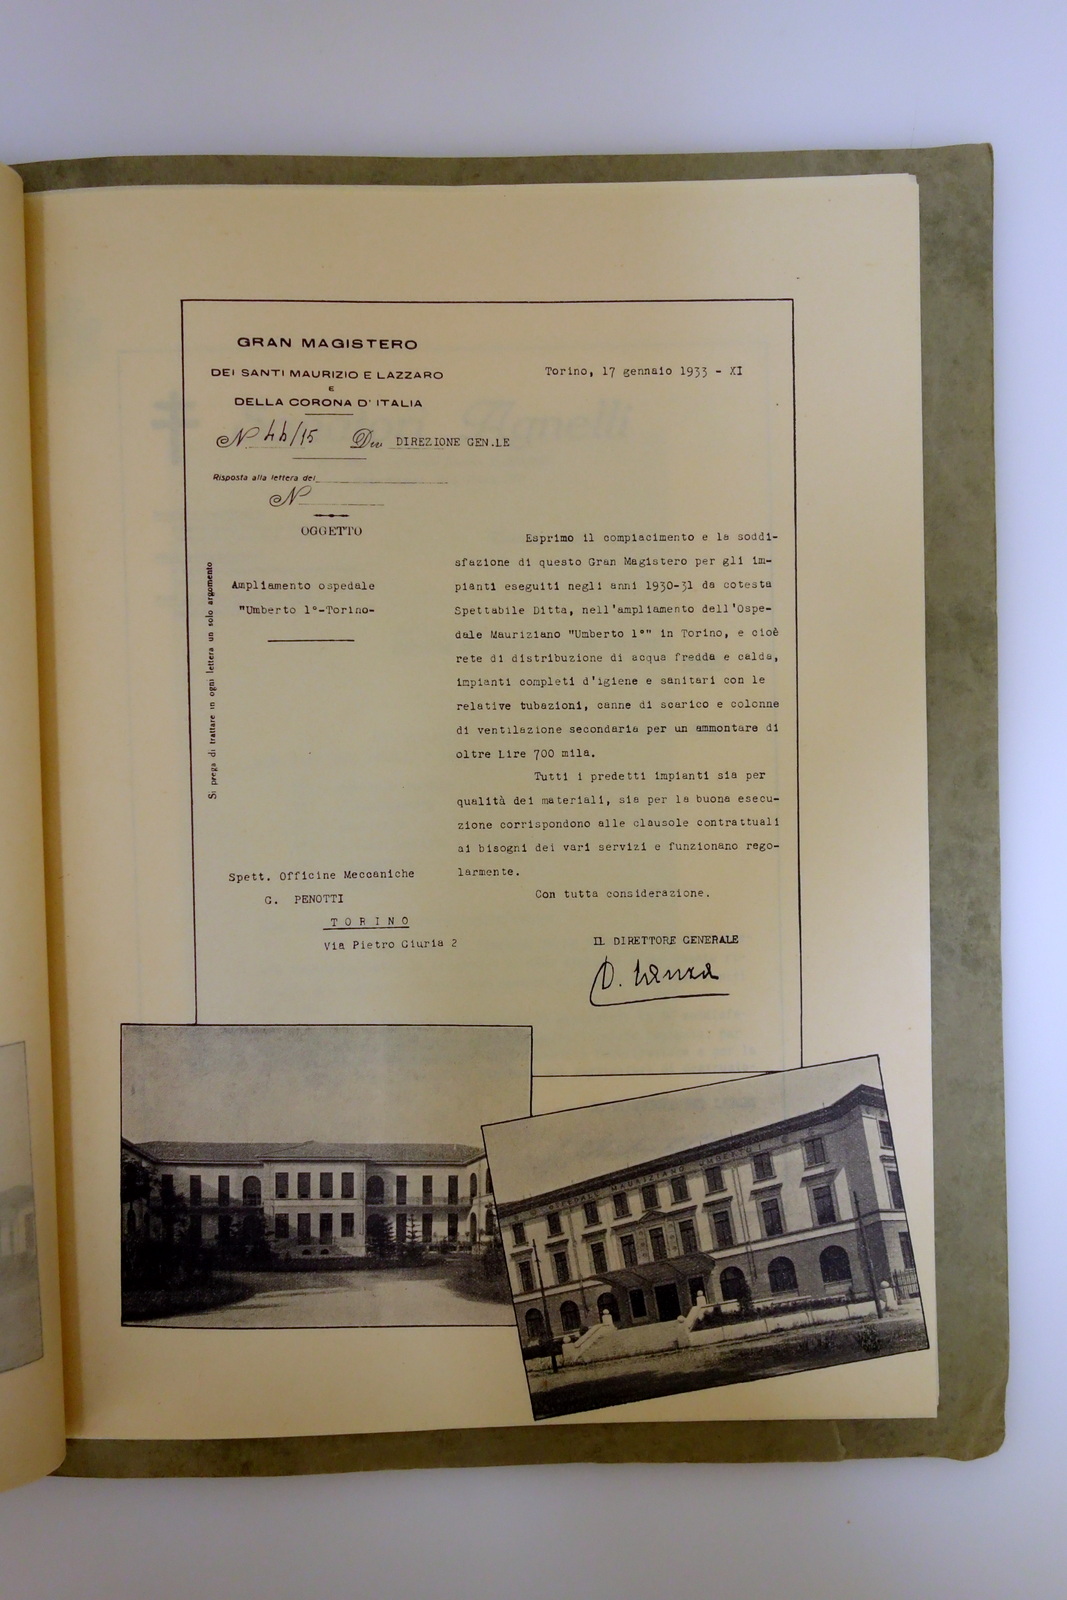 GRAN MAGISTERO
DEI SANTI MAURIZIO E LAZZARO
E
DELLA CORONA D'ITALIA
N 44/15 Div DIREZIONE GEN.LE
Risposta alla lettera del
N
OGGETTO
Ampliamento ospedale
"Umberto 1°-Torino-
Si prega di trattare in ogni lettera un solo argomento
Spett. Officine Meccaniche
G. PENOTTI
TORINO
Via Pietro Giuria 2
Torino, 17 gennaio 1933 - XI
Esprimo il compiacimento e la soddi-
sfazione di questo Gran Magistero per gli im-
pianti eseguiti negli anni 1930-31 da cotesta
Spettabile Ditta, nell'ampliamento dell'Ospe-
dale Mauriziano "Umberto 1°" in Torino, e cioè
rete di distribuzione di acqua fredda e calda,
impianti completi d'igiene e sanitari con le
relative tubazioni, canne di scarico e colonne
di ventilazione secondaria per un ammontare di
oltre Lire 700 mila.
Tutti i predetti impianti sia per
qualità dei materiali, sia per la buona esecu-
zione corrispondono alle clausole contrattuali
ai bisogni dei vari servizi e funzionano rego-
larmente.
Con tutta considerazione.
IL DIRETTORE GENERALE
OSPEDALE MAURIZIANO UMBERTO I